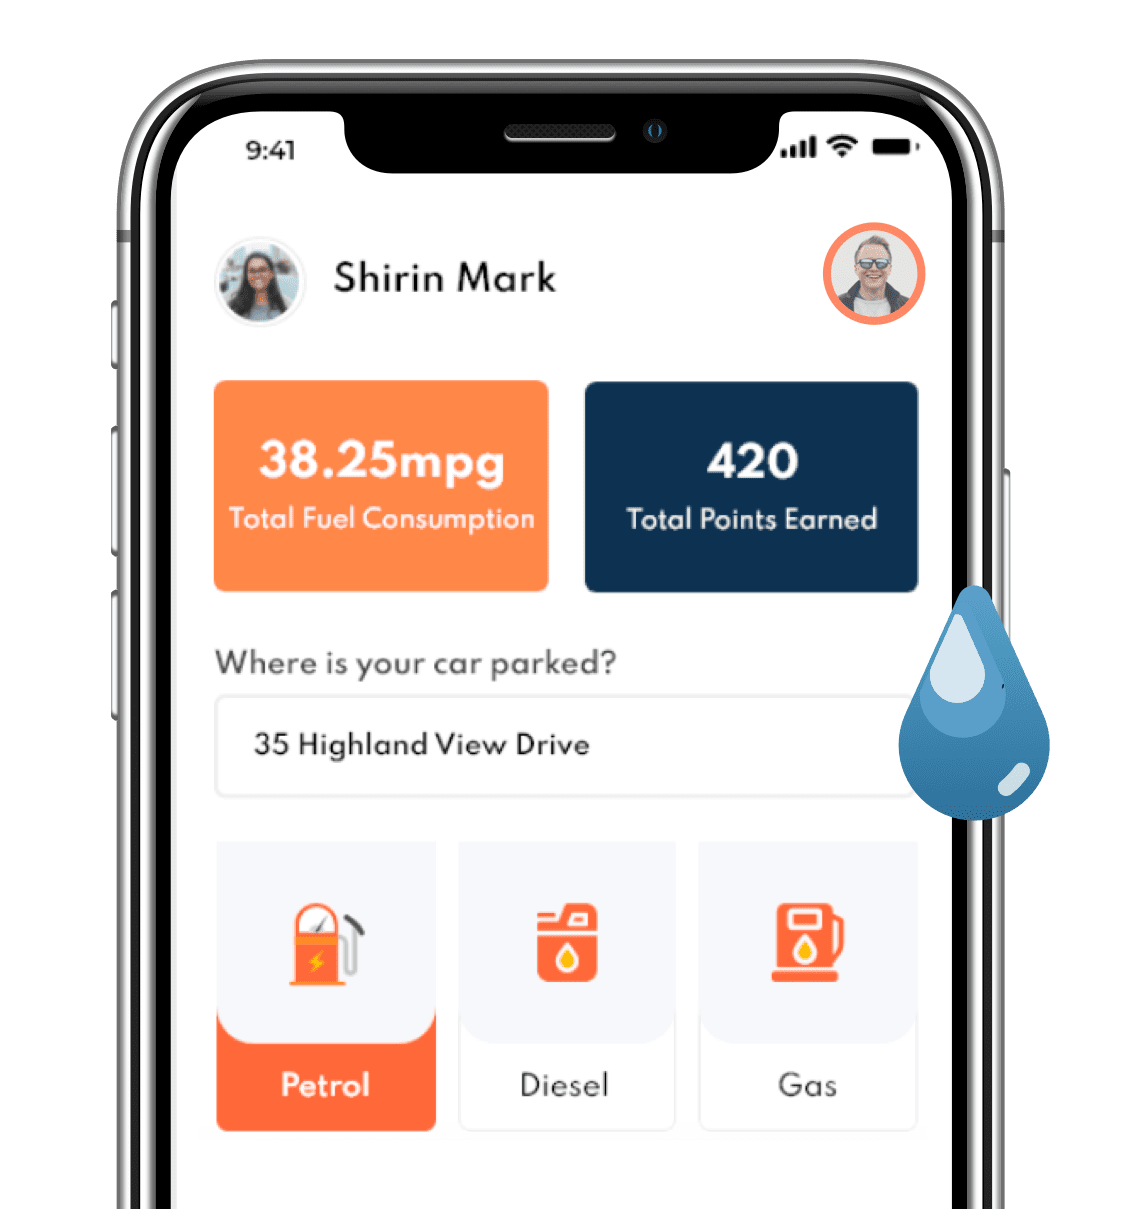 9:41
Shirin Mark
38.25mpg
Total Fuel Consumption
420
Total Points Earned
Where is your car parked?
35 Highland View Drive
Petrol
Diesel
Gas